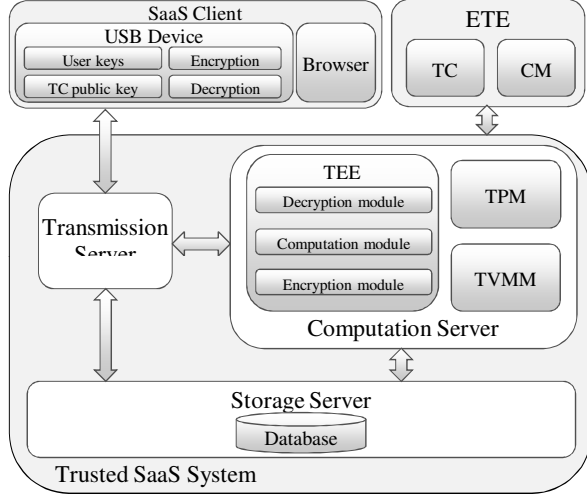 SaaS Client
USB Device
User keys
Encryption
TC public key
Decryption
Browser
ETE
TC
CM
TEE
Decryption module
Computation module
Encryption module
TPM
TVMM
Computation Server
Transmission
Server
Storage Server
Database
Trusted SaaS System